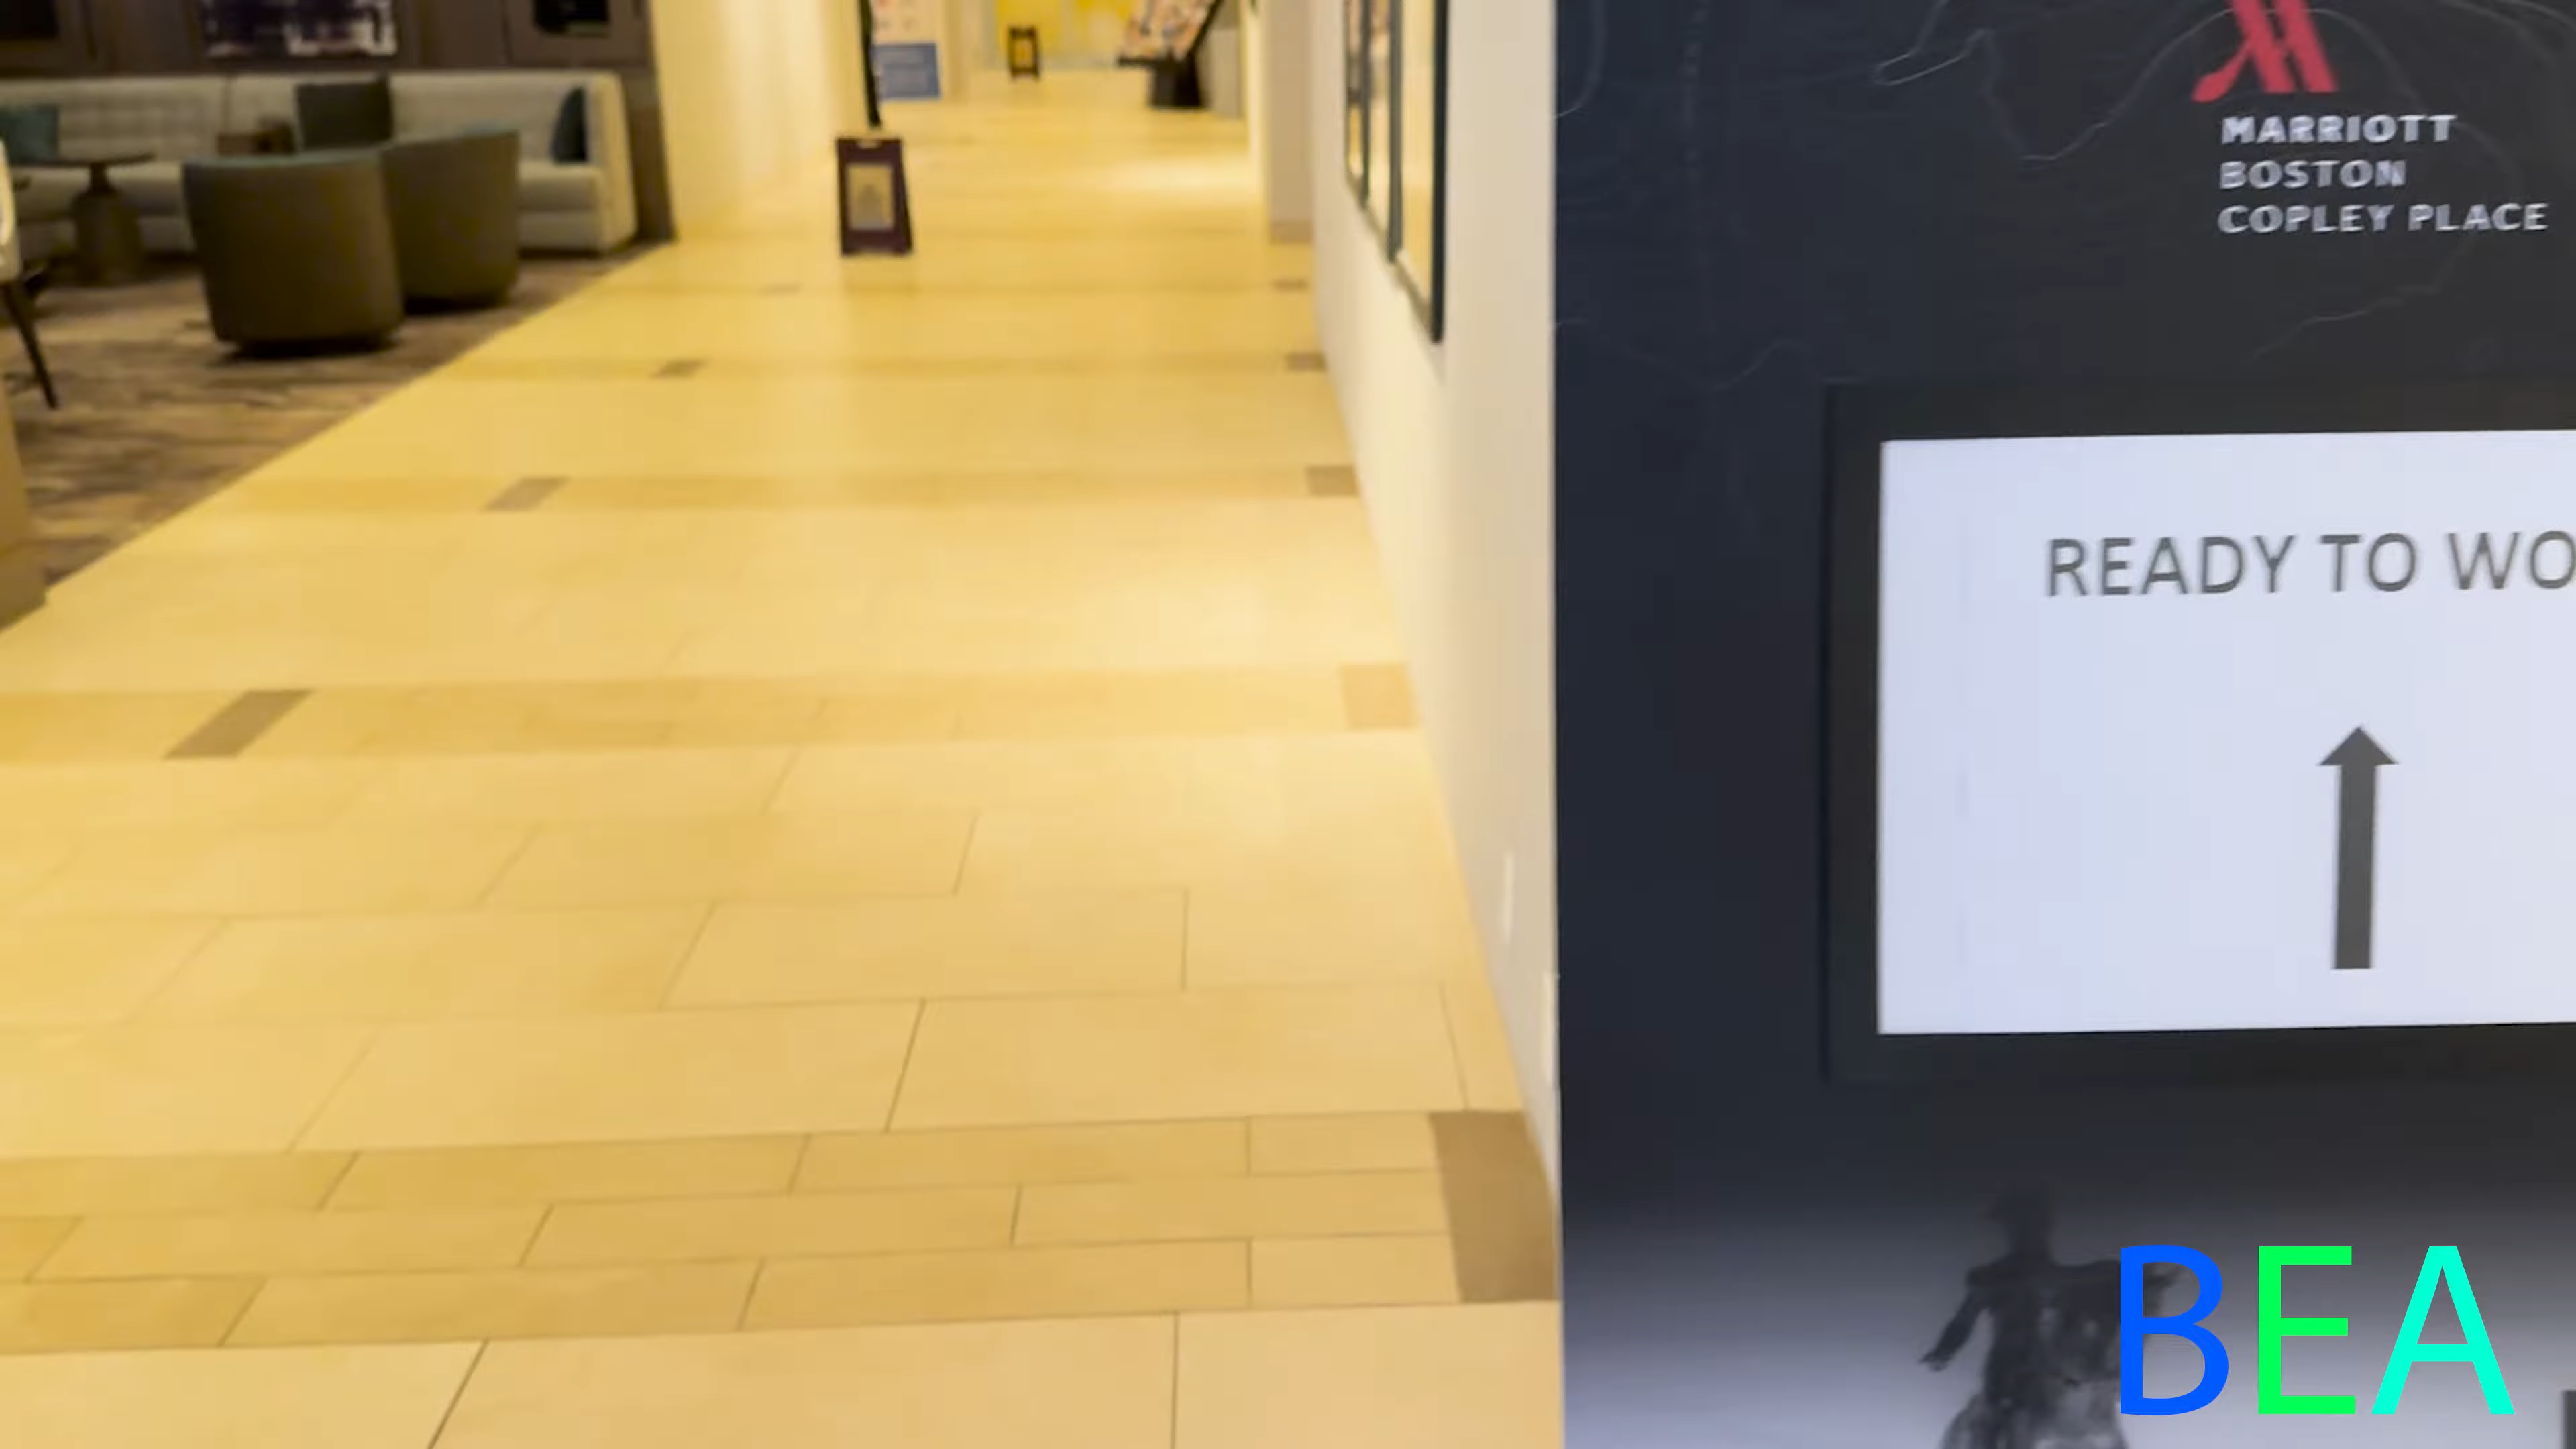 MARRIOTT
BOSTON
COPLEY PLACE
READY TO WO
BEA